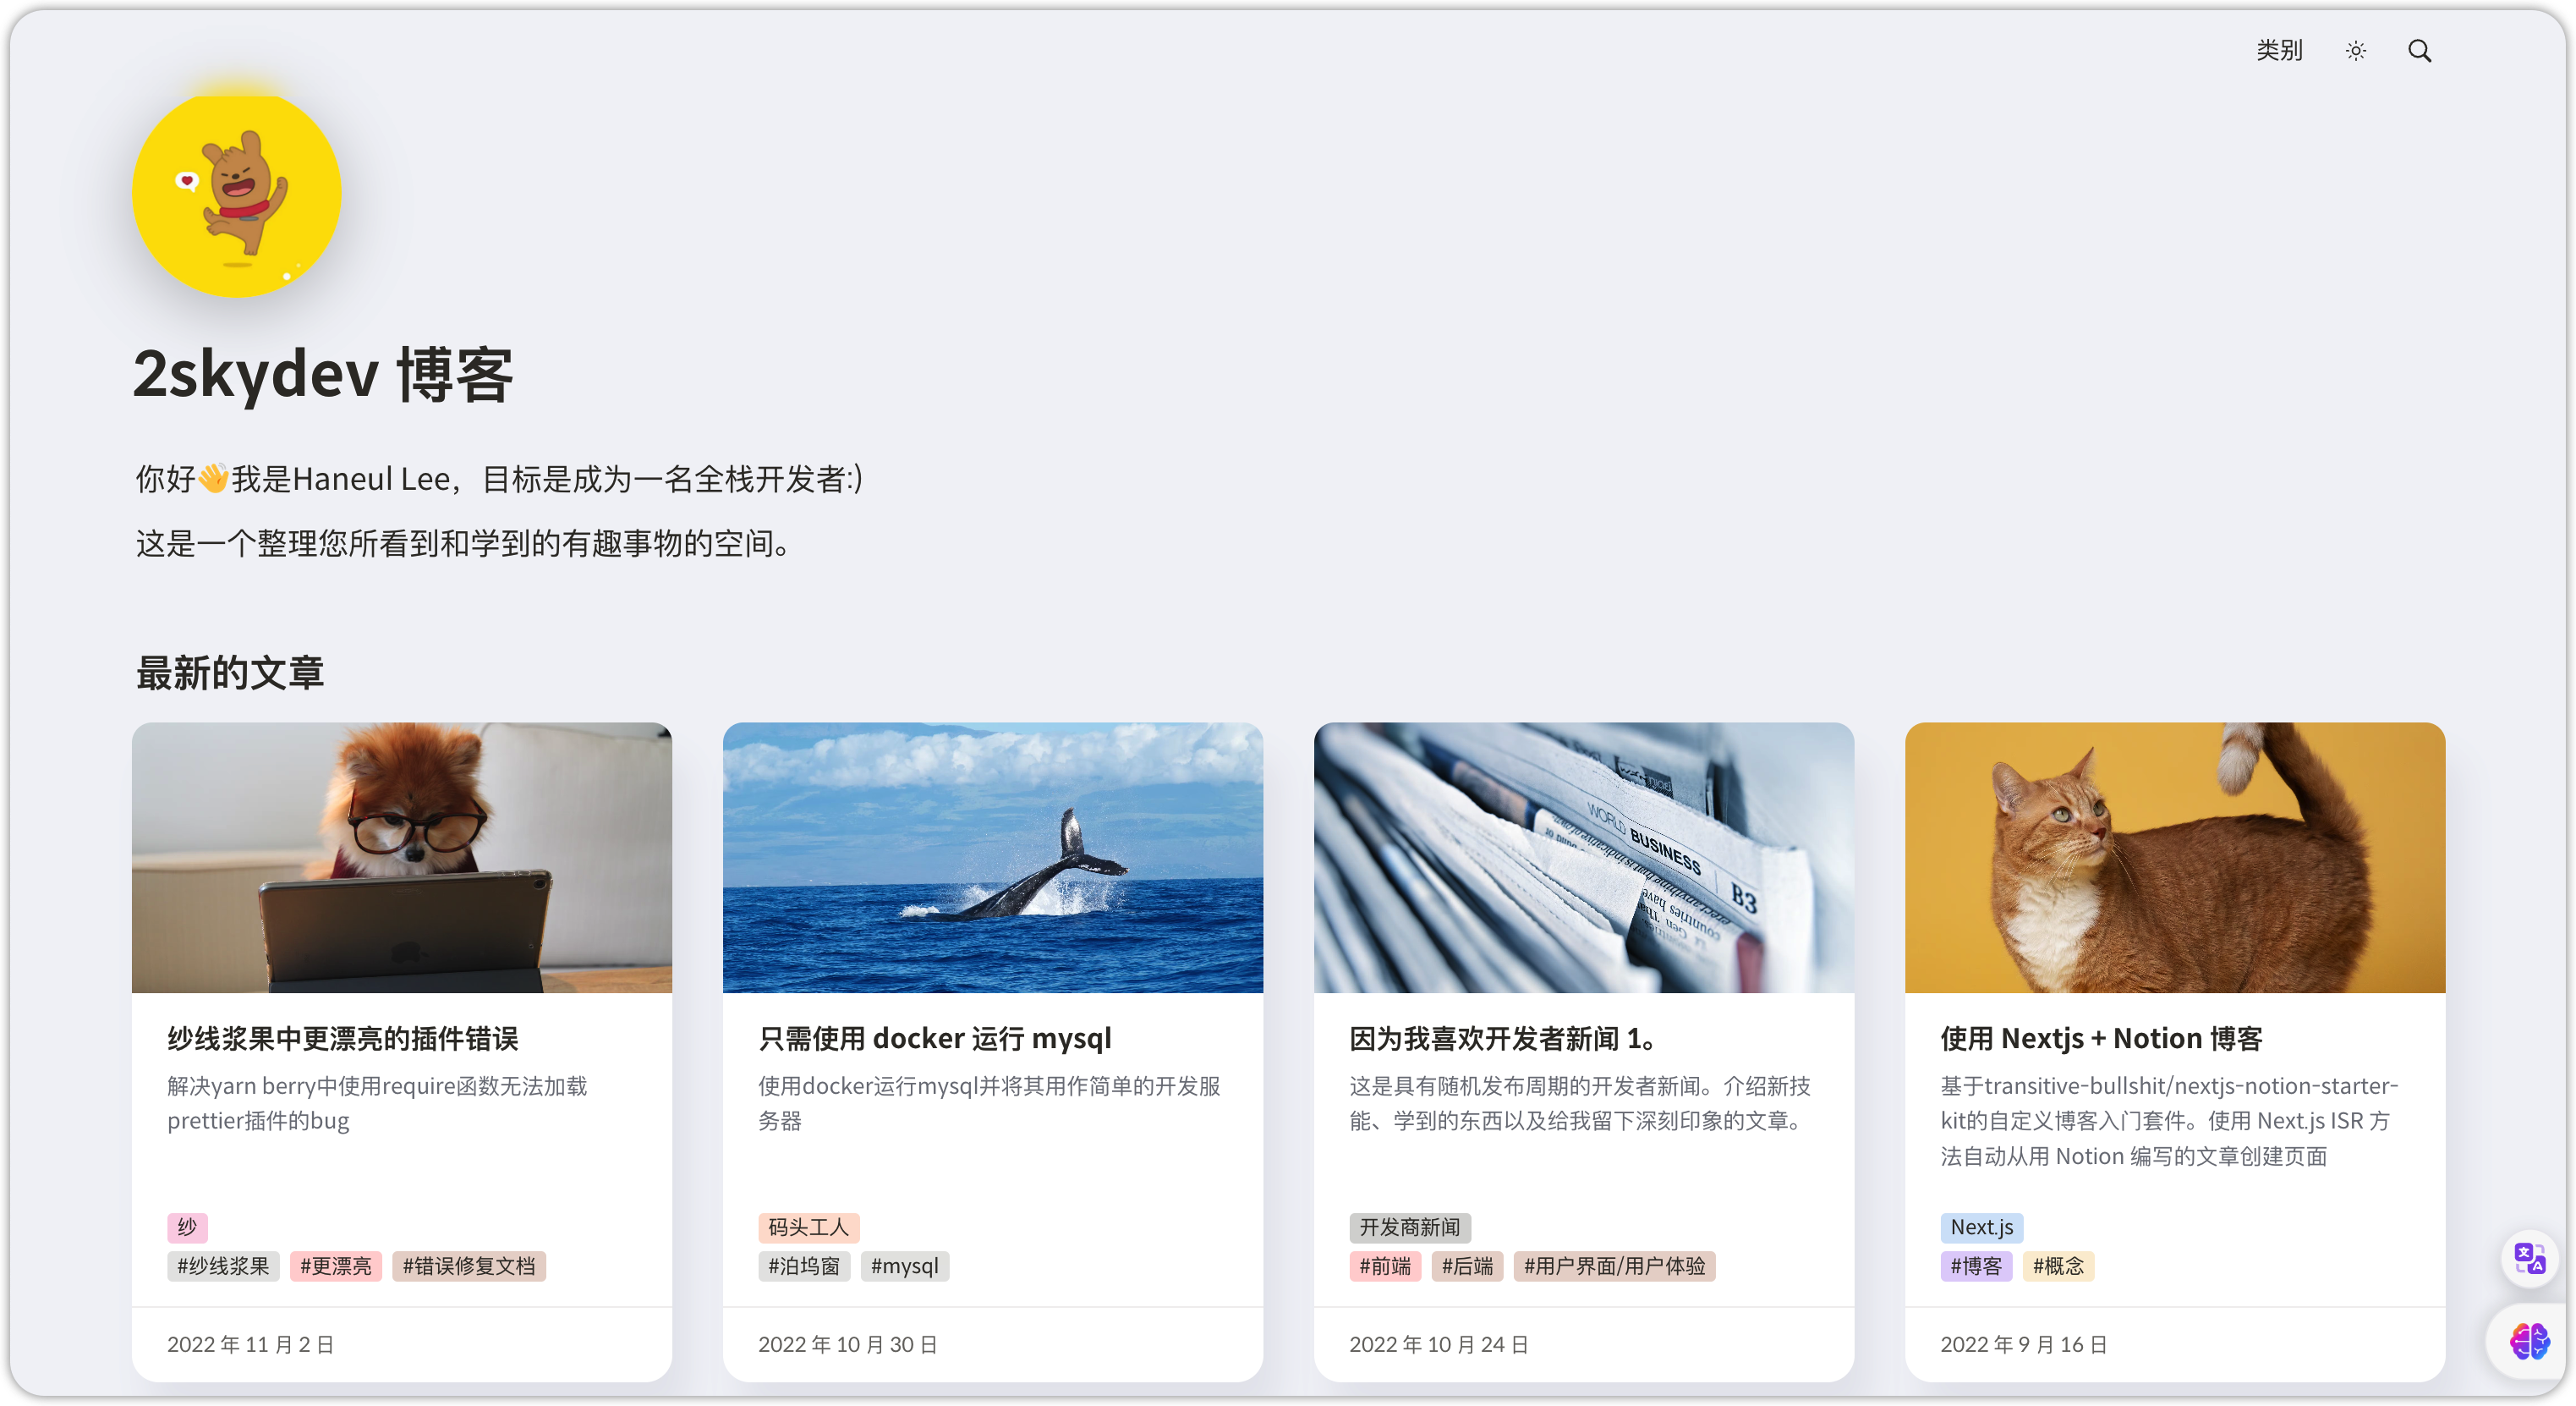 类别
2skydev 博客
你好👋我是Haneul Lee，目标是成为一名全栈开发者:)
这是一个整理您所看到和学到的有趣事物的空间。
最新的文章
WORLD BUSINESS B3
纱线浆果中更漂亮的插件错误
解决yarn berry中使用require函数无法加载
prettier插件的bug
纱
#纱线浆果 #更漂亮 #错误修复文档
2022 年 11 月 2 日
只需使用 docker 运行 mysql
使用docker运行mysql并将其用作简单的开发服
务器
码头工人
#泊坞窗 #mysql
2022 年 10 月 30 日
因为我喜欢开发者新闻 1。
这是具有随机发布周期的开发者新闻。介绍新技
能、学到的东西以及给我留下深刻印象的文章。
开发商新闻
#前端 #后端 #用户界面/用户体验
2022 年 10 月 24 日
使用 Nextjs + Notion 博客
基于transitive-bullshit/nextjs-notion-starter-
kit的自定义博客入门套件。使用 Next.js ISR 方
法自动从用 Notion 编写的文章创建页面
Next.js
#博客 #概念
2022 年 9 月 16 日